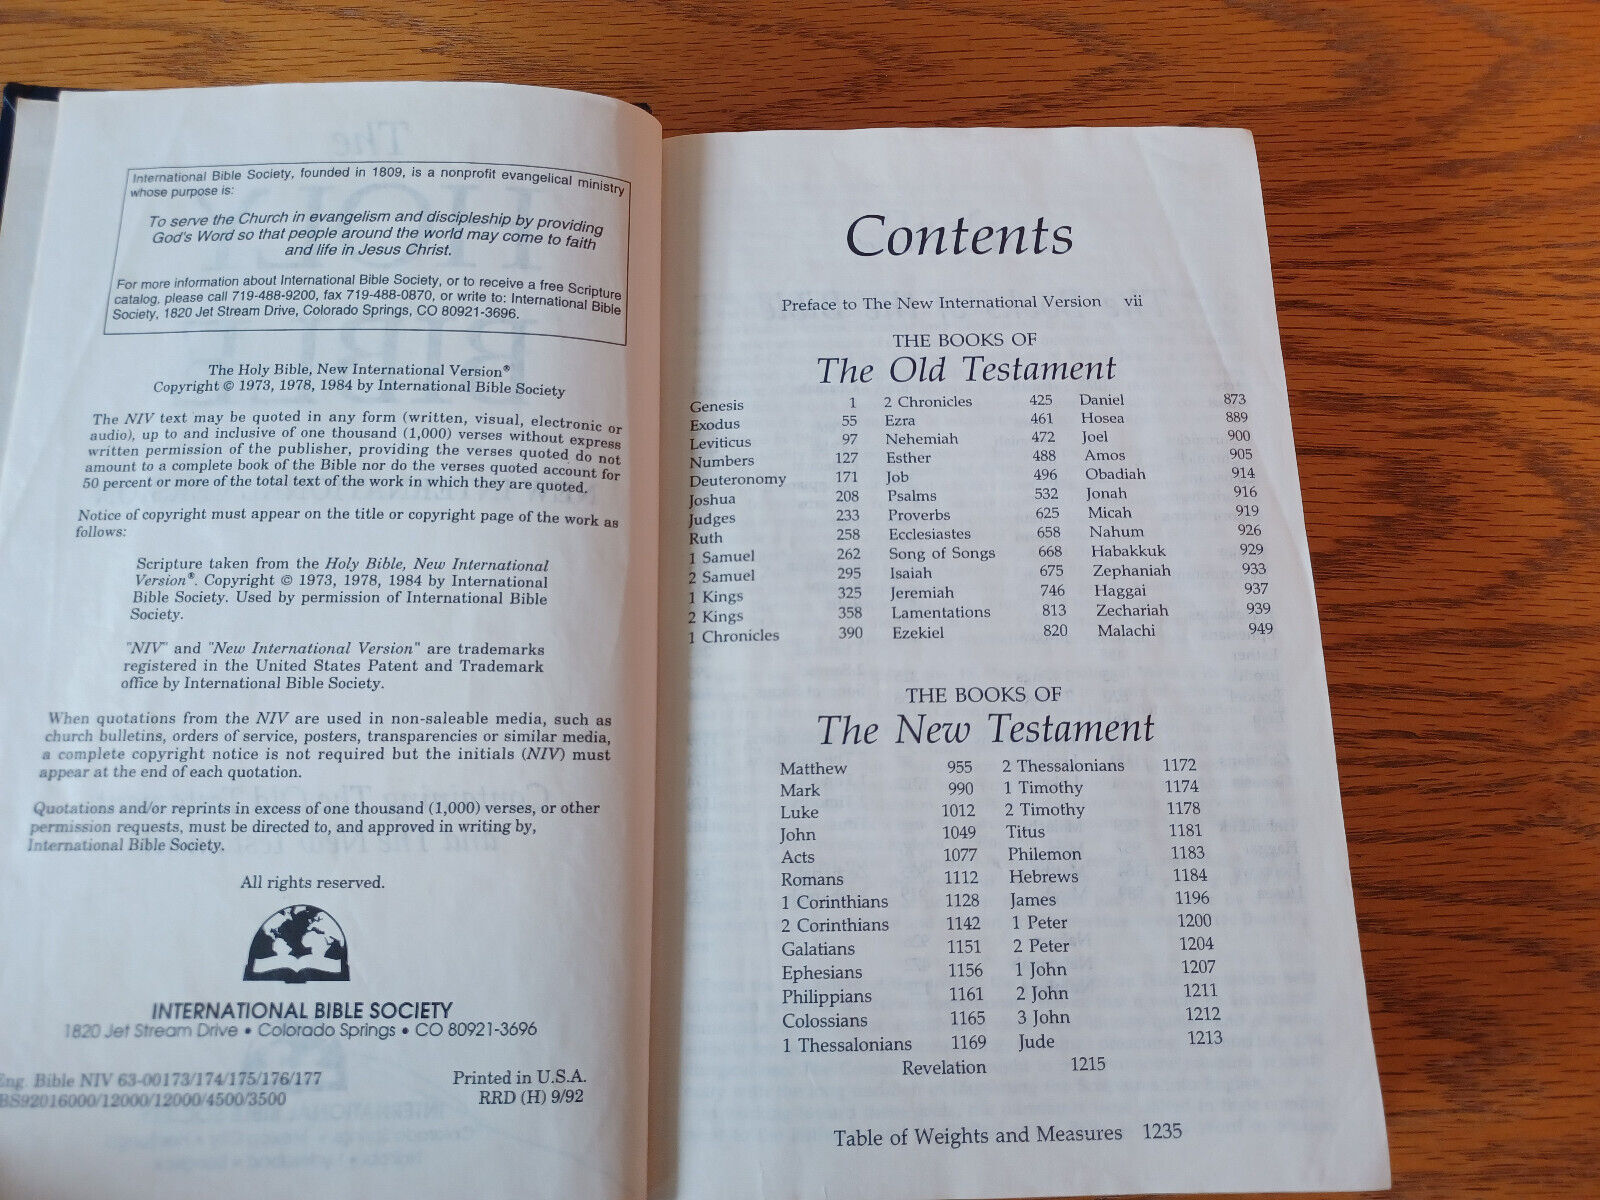 International Bible Society, founded in 1809, is a nonprofit evangelical ministry
whose purpose is:
To serve the Church in evangelism and discipleship by providing
God's Word so that people around the world may come to faith
and life in Jesus Christ.
For more information about International Bible Society, or to receive a free Scripture
catalog, please call 719-488-9200, fax 719-488-0870, or write to: International Bible
Society, 1820 Jet Stream Drive, Colorado Springs, CO 80921-3696.
The Holy Bible, New International Version®
Copyright © 1973, 1978, 1984 by International Bible Society
The NIV text may be quoted in any form (written, visual, electronic or
audio), up to and inclusive of one thousand (1,000) verses without express
written permission of the publisher, providing the verses quoted do not
amount to a complete book of the Bible nor do the verses quoted account for
50 percent or more of the total text of the work in which they are quoted.
Notice of copyright must appear on the title or copyright page of the work as
follows:
Scripture taken from the Holy Bible, New International
Version®. Copyright © 1973, 1978, 1984 by International
Bible Society. Used by permission of International Bible
Society.
"NIV" and "New International Version" are trademarks
registered in the United States Patent and Trademark
office by International Bible Society.
When quotations from the NIV are used in non-saleable media, such as
church bulletins, orders of service, posters, transparencies or similar media,
a complete copyright notice is not required but the initials (NIV) must
appear at the end of each quotation.
Quotations and/or reprints in excess of one thousand (1,000) verses, or other
permission requests, must be directed to, and approved in writing by,
International Bible Society.
All rights reserved.
INTERNATIONAL BIBLE SOCIETY
1820 Jet Stream Drive • Colorado Springs • CO 80921-3696
Eng. Bible NIV 63-00173/174/175/176/177 Printed in U.S.A.
BS92016000/12000/12000/4500/3500 RRD (H) 9/92
Contents
Preface to The New International Version vii
THE BOOKS OF
The Old Testament
Genesis 1 2 Chronicles 425 Daniel 873
Exodus 55 Ezra 461 Hosea 889
Leviticus 97 Nehemiah 472 Joel 900
Numbers 127 Esther 488 Amos 905
Deuteronomy 171 Job 496 Obadiah 914
Joshua 208 Psalms 532 Jonah 916
Judges 233 Proverbs 625 Micah 919
Ruth 258 Ecclesiastes 658 Nahum 926
1 Samuel 262 Song of Songs 668 Habakkuk 929
2 Samuel 295 Isaiah 675 Zephaniah 933
1 Kings 325 Jeremiah 746 Haggai 937
2 Kings 358 Lamentations 813 Zechariah 939
1 Chronicles 390 Ezekiel 820 Malachi 949
THE BOOKS OF
The New Testament
Matthew 955 2 Thessalonians 1172
Mark 990 1 Timothy 1174
Luke 1012 2 Timothy 1178
John 1049 Titus 1181
Acts 1077 Philemon 1183
Romans 1112 Hebrews 1184
1 Corinthians 1128 James 1196
2 Corinthians 1142 1 Peter 1200
Galatians 1151 2 Peter 1204
Ephesians 1156 1 John 1207
Philippians 1161 2 John 1211
Colossians 1165 3 John 1212
1 Thessalonians 1169 Jude 1213
Revelation 1215
Table of Weights and Measures 1235